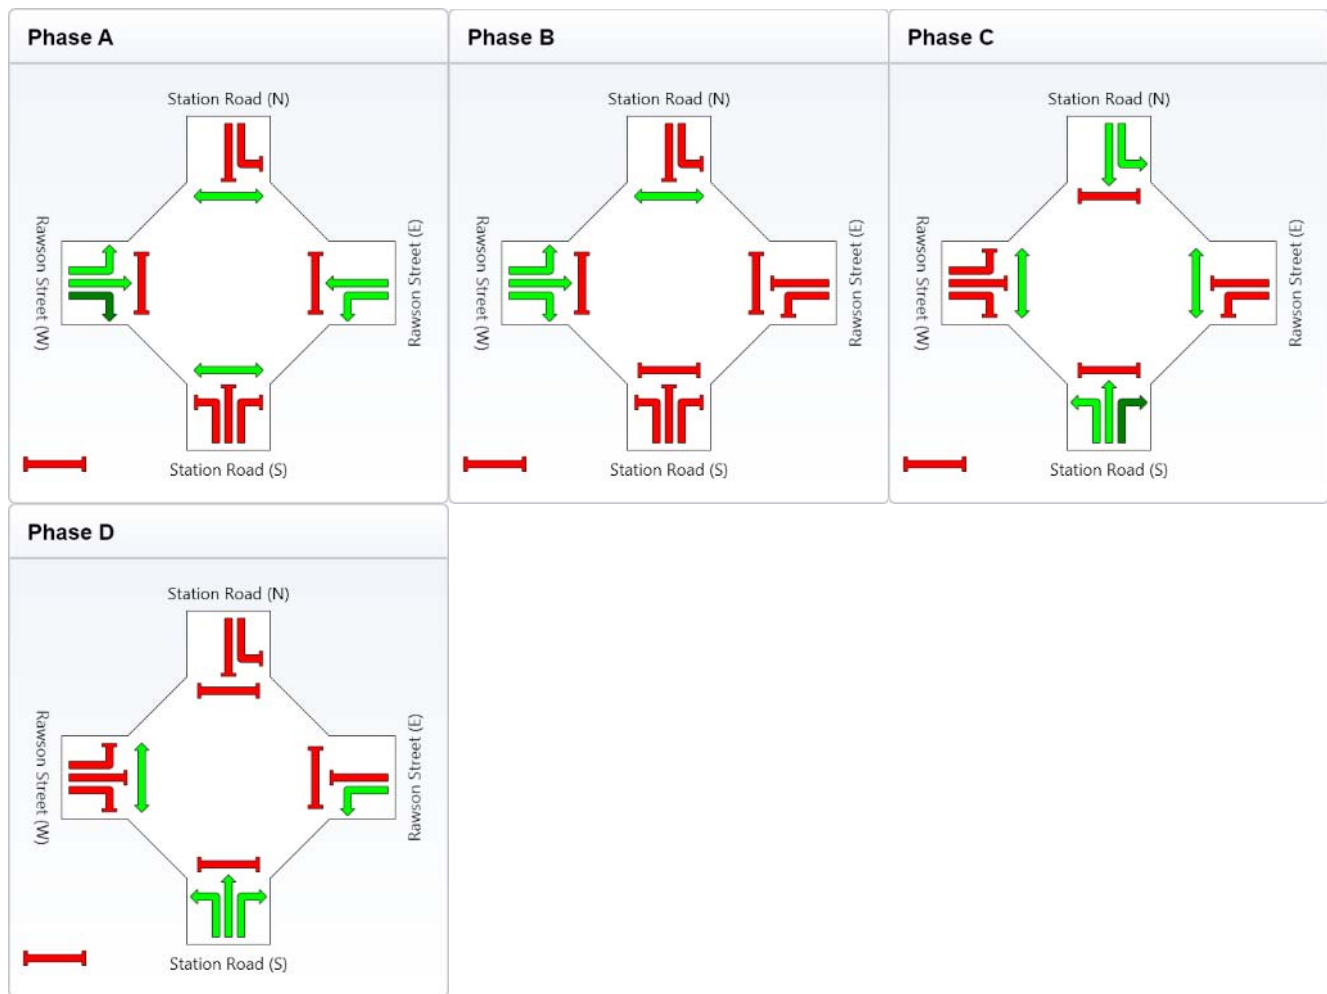 Phase A
Station Road (N)
Rawson Street (W)
Rawson Street (E)
Station Road (S)
Phase B
Station Road (N)
Rawson Street (W)
Rawson Street (E)
Station Road (S)
Phase C
Station Road (N)
Rawson Street (W)
Rawson Street (E)
Station Road (S)
Phase D
Station Road (N)
Rawson Street (W)
Rawson Street (E)
Station Road (S)